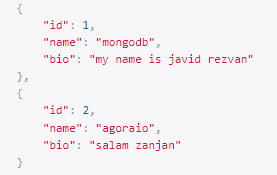 {
"id": 1,
"name": "mongodb",
"bio": "my name is javid rezvan"
},
{
"id": 2,
"name": "agoraio",
"bio": "salam zanjan"
}